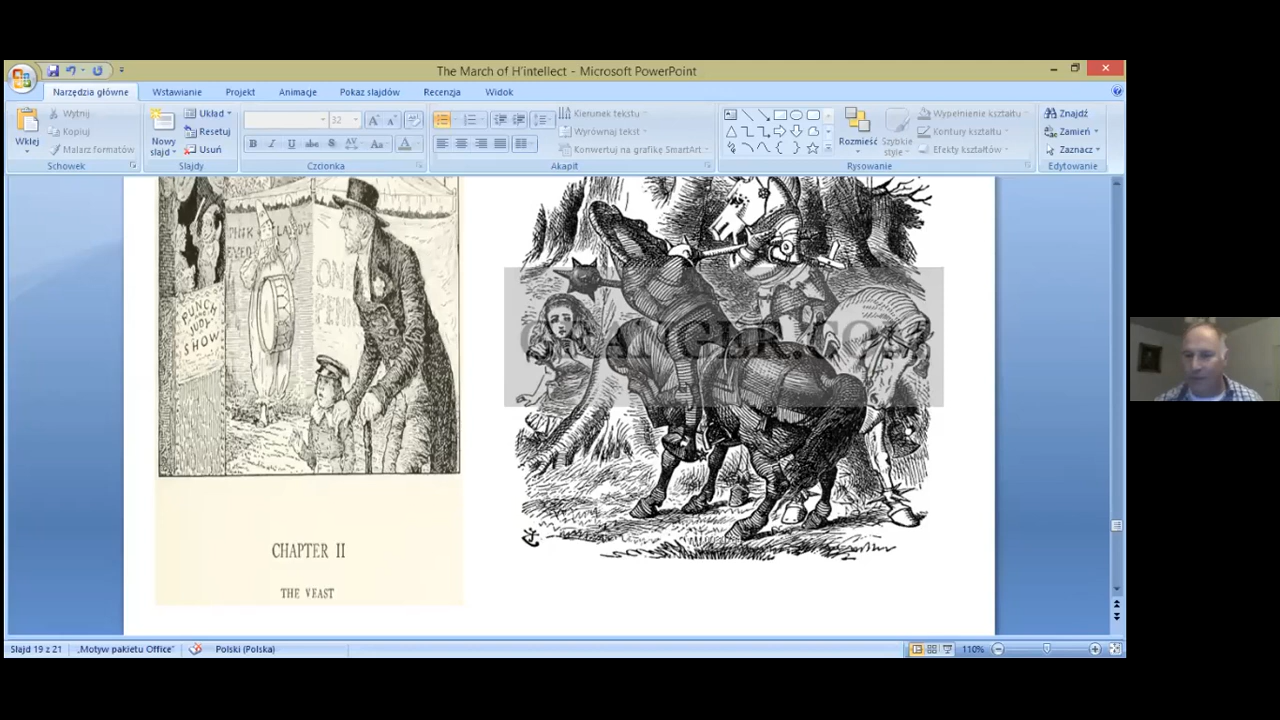 The March of H'intellect - Microsoft PowerPoint
Narzędzia główne
Wstawianie
Projekt
Animacje
Pokaz slajdów
Recenzja
Widok
Wklej
Wytnij
Kopiuj
Malarz formatów
Schowek
Nowy
slajd
Układ
Resetuj
Usuń
Slajdy
32
Czcionka
Kierunek tekstu
Wyrównaj tekst
Konwertuj na grafikę SmartArt
Akapit
Rozmieść
Szybkie
style
Wypełnienie kształtu
Kontury kształtu
Efekty kształtów
Rysowanie
Znajdź
Zamień
Zaznacz
Edytowanie
PUNCH
JUDY
SHOW
CHAPTER II
THE YEAST
Slajd 19 z 21
„Motyw pakietu Office"
Polski (Polska)
110%